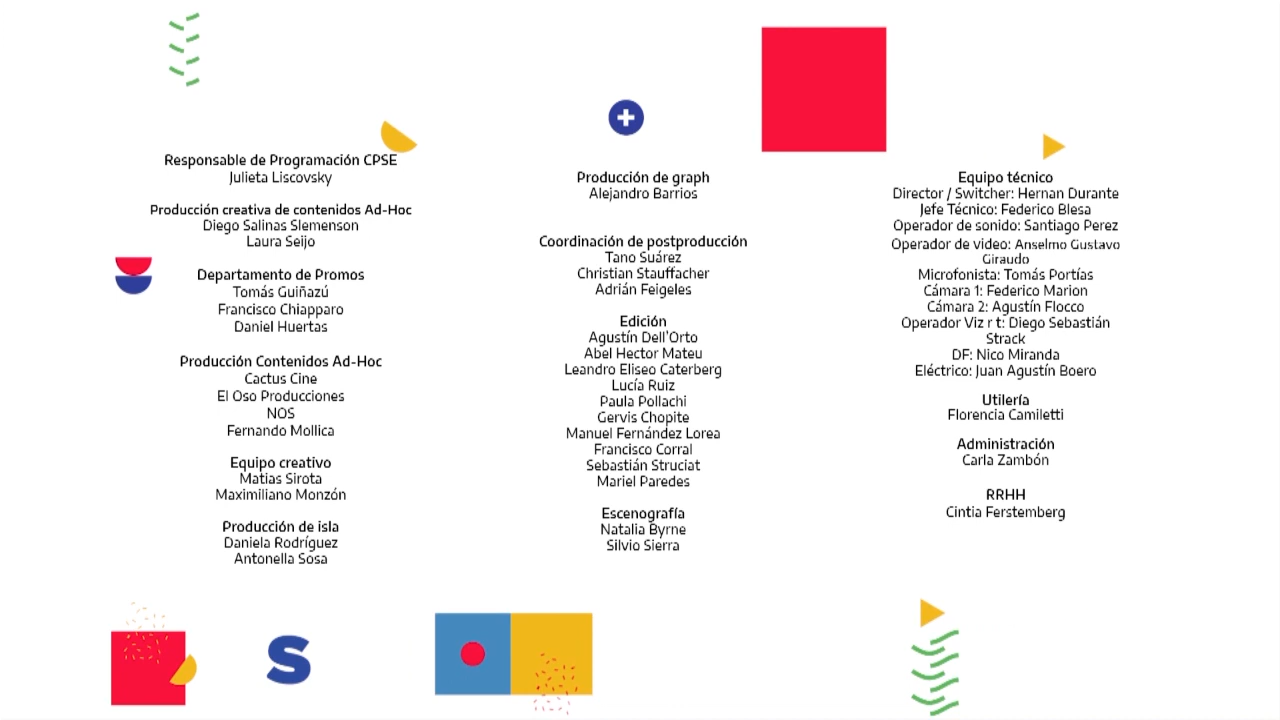 Responsable de Programación CPSE
Julieta Liscovsky
Producción creativa de contenidos Ad-Hoc
Diego Salinas Slemenson
Laura Seijo
Departamento de Promos
Tomás Guiñazú
Francisco Chiapparo
Daniel Huertas
Producción Contenidos Ad-Hoc
Cactus Cine
El Oso Producciones
NOS
Fernando Mollica
Equipo creativo
Matias Sirota
Maximiliano Monzón
Producción de isla
Daniela Rodríguez
Antonella Sosa
Producción de graph
Alejandro Barrios
Coordinación de postproducción
Tano Suárez
Christian Stauffacher
Adrián Feigeles
Edición
Agustín Dell'Orto
Abel Hector Mateu
Leandro Eliseo Caterberg
Lucía Ruiz
Paula Pollachi
Gervis Chopite
Manuel Fernández Lorea
Francisco Corral
Sebastián Struciat
Mariel Paredes
Escenografía
Natalia Byrne
Silvio Sierra
Equipo técnico
Director / Switcher: Hernan Durante
Jefe Técnico: Federico Blesa
Operador de sonido: Santiago Perez
Operador de video: Anselmo Gustavo
Giraudo
Microfonista: Tomás Portías
Cámara 1: Federico Marion
Cámara 2: Agustín Flocco
Operador Viz r t: Diego Sebastián
Strack
DF: Nico Miranda
Eléctrico: Juan Agustín Boero
Utilería
Florencia Camiletti
Administración
Carla Zambón
RRHH
Cintia Ferstemberg
S